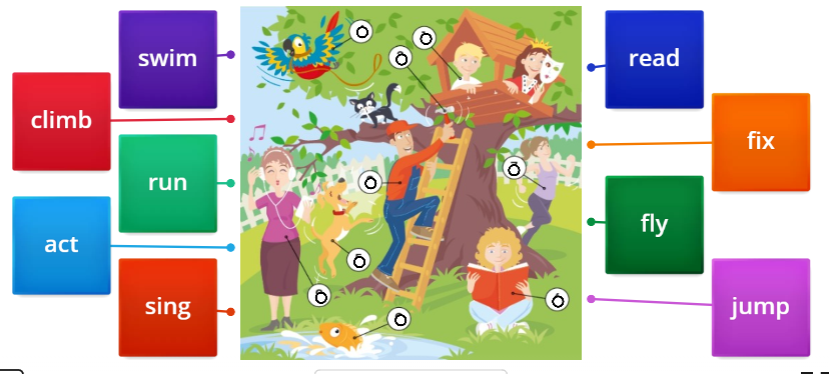 swim
climb
run
act
sing
read
fix
fly
jump